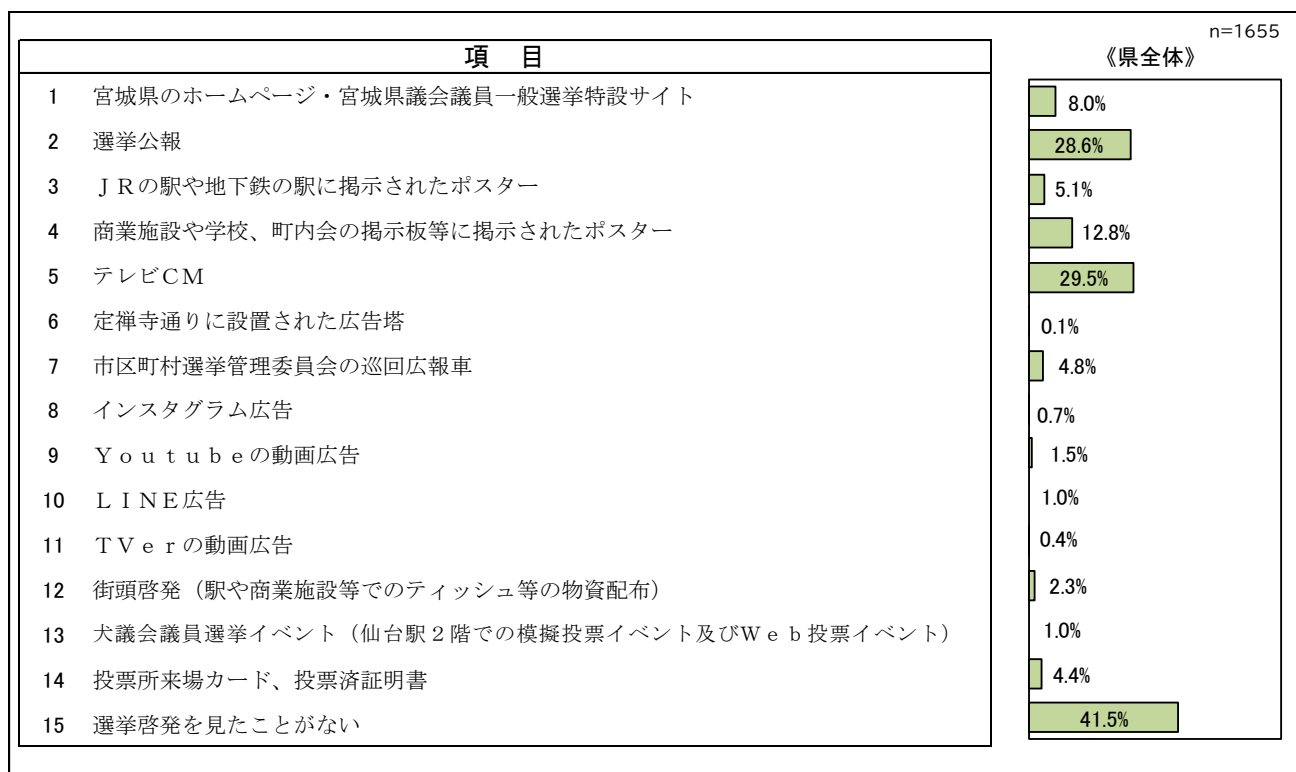 n=1655
項　目
《県全体》
1 宮城県のホームページ・宮城県議会議員一般選挙特設サイト 8.0%
2 選挙公報 28.6%
3 ＪＲの駅や地下鉄の駅に掲示されたポスター 5.1%
4 商業施設や学校、町内会の掲示板等に掲示されたポスター 12.8%
5 テレビCM 29.5%
6 定禅寺通りに設置された広告塔 0.1%
7 市区町村選挙管理委員会の巡回広報車 4.8%
8 インスタグラム広告 0.7%
9 Ｙｏｕｔｕｂｅの動画広告 1.5%
10 ＬＩＮＥ広告 1.0%
11 ＴＶｅｒの動画広告 0.4%
12 街頭啓発（駅や商業施設等でのティッシュ等の物資配布） 2.3%
13 犬議会議員選挙イベント（仙台駅２階での模擬投票イベント及びＷｅｂ投票イベント） 1.0%
14 投票所来場カード、投票済証明書 4.4%
15 選挙啓発を見たことがない 41.5%